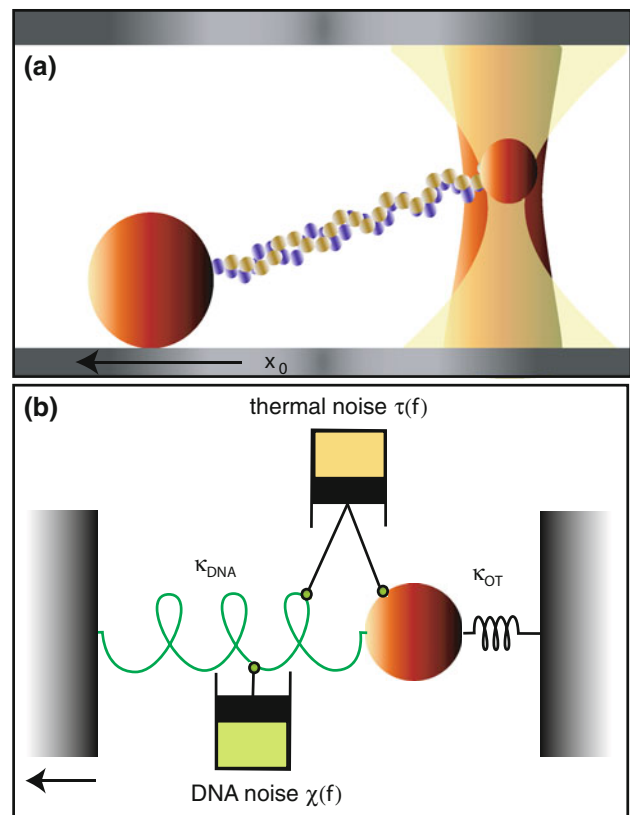 (a)
x₀
(b)
thermal noise τ(f)
κDNA
κOT
DNA noise χ(f)